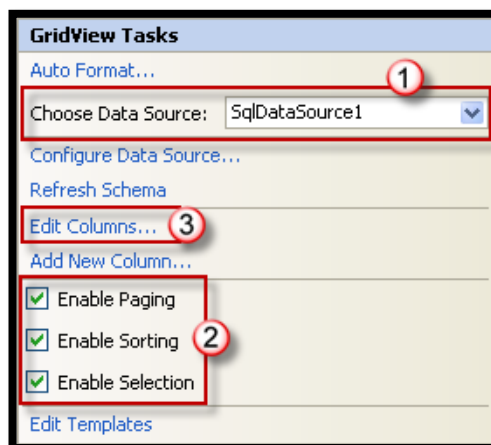 GridView Tasks
Auto Format...
1
Choose Data Source: SqlDataSource1
Configure Data Source...
Refresh Schema
Edit Columns... 3
Add New Column...
Enable Paging
Enable Sorting 2
Enable Selection
Edit Templates